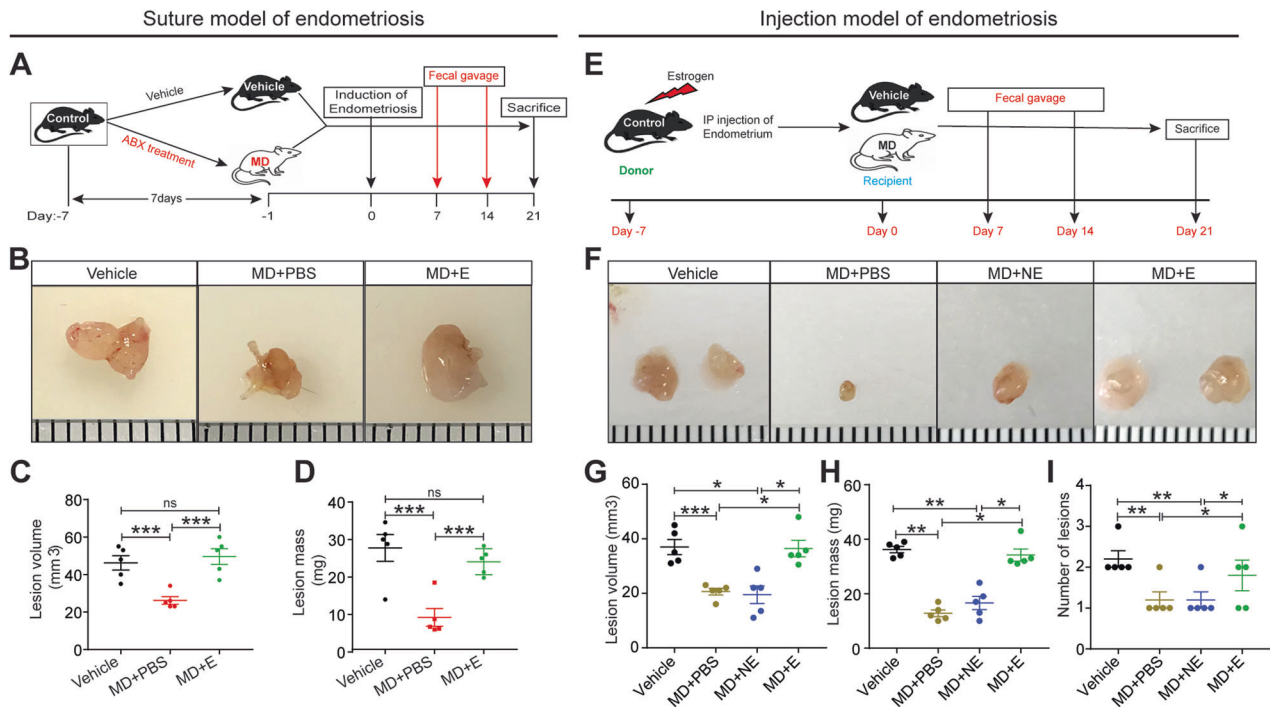 Suture model of endometriosis
Injection model of endometriosis
A
Control
Vehicle
ABX treatment
Vehicle
MD
Induction of
Endometriosis
Fecal gavage
Sacrifice
7days
Day:-7
-1
0
7
14
21
E
Estrogen
Control
Donor
IP injection of
Endometrium
Vehicle
MD
Recipient
Fecal gavage
Sacrifice
Day -7
Day 0
Day 7
Day 14
Day 21
B
Vehicle
MD+PBS
MD+E
F
Vehicle
MD+PBS
MD+NE
MD+E
C
Lesion volume
(mm 3)
80
60
40
20
0
ns
***
***
Vehicle
MD+PBS
MD+E
D
Lesion mass
(mg)
40
30
20
10
0
ns
***
***
Vehicle
MD+PBS
MD+E
G
Lesion volume (mm3)
60
40
20
0
*
*
***
*
Vehicle
MD+PBS
MD+NE
MD+E
H
Lesion mass (mg)
60
40
20
0
**
*
**
*
Vehicle
MD+PBS
MD+NE
MD+E
I
Number of lesions
4
3
2
1
0
**
*
**
*
Vehicle
MD+PBS
MD+NE
MD+E